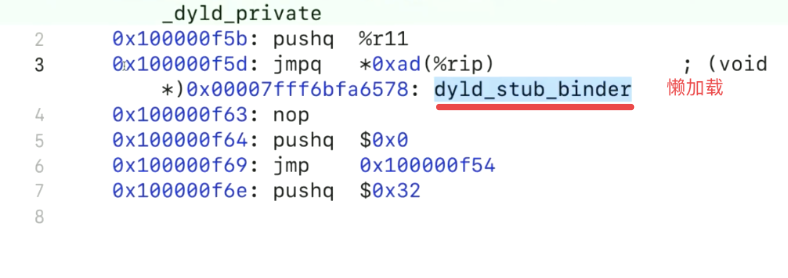 _dyld_private
2 0x100000f5b: pushq %r11
3 0x100000f5d: jmpq *0xad(%rip) ; (void
*)0x00007fff6bfa6578: dyld_stub_binder 懒加载
4 0x100000f63: nop
5 0x100000f64: pushq $0x0
6 0x100000f69: jmp 0x100000f54
7 0x100000f6e: pushq $0x32
8